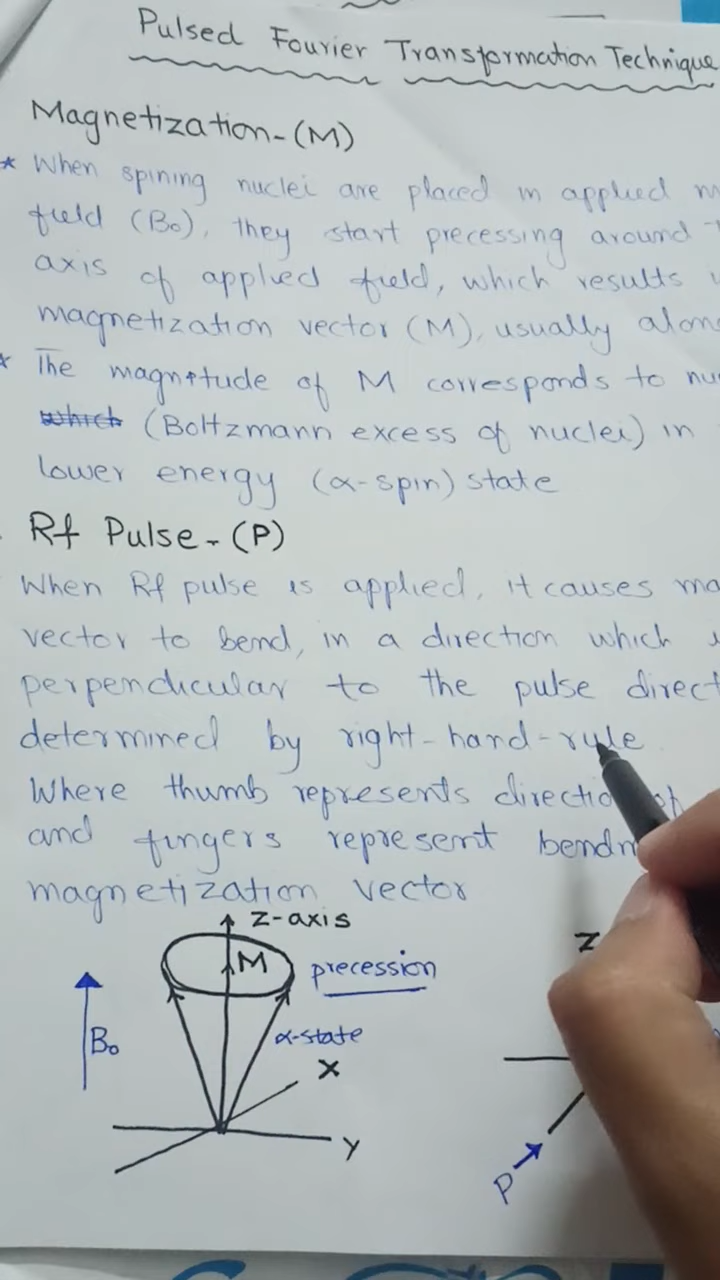 Pulsed Fourier Transformation Technique
Magnetization-(M)
* When spining nuclei are placed in applied
field (B₀), they start precessing around
axis of applied field, which results
magnetization vector (M), usually
* The magnitude of M corresponds to
which (Boltzmann excess of nuclei) in
lower energy (α-spin) state
Rf Pulse-(P)
When Rf pulse is applied, it causes
vector to bend, in a direction which
perpendicular to the pulse
determined by right-hand-rule
Where thumb represents
and fingers represent
magnetization vector
Z-axis
M
precession
B₀
α-state
X
Y
Z
P